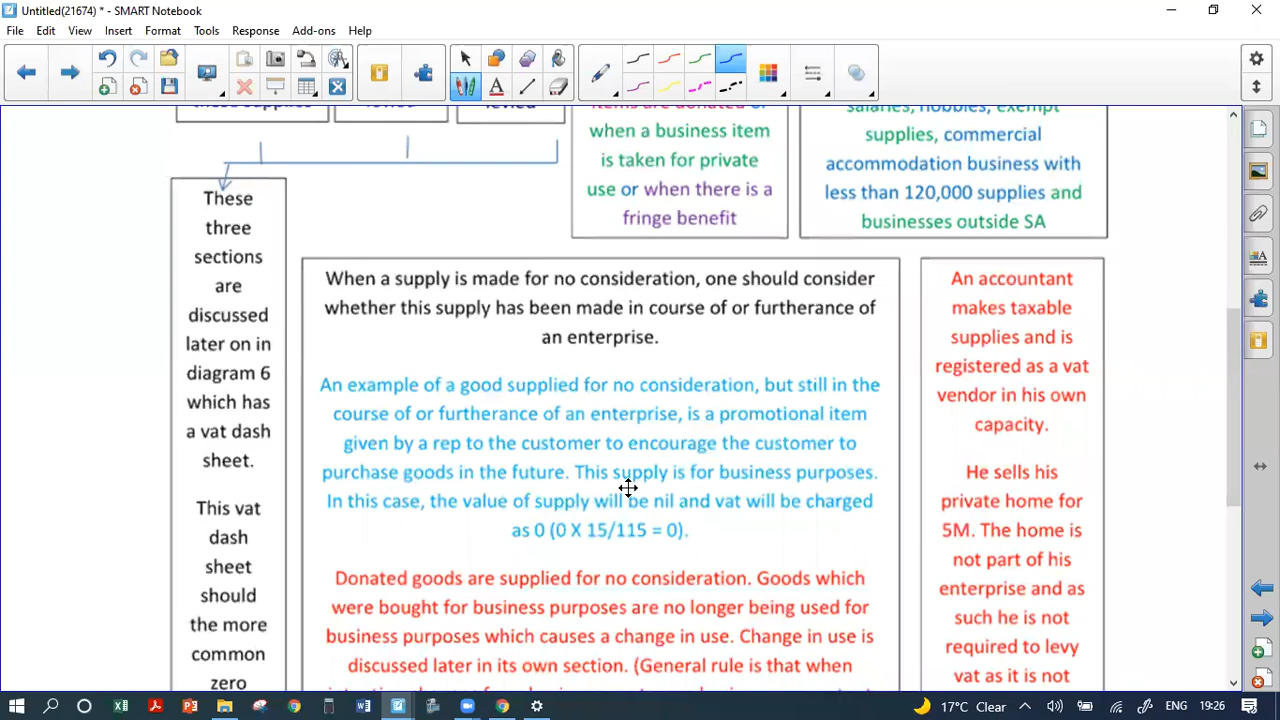 Untitled(21674) * - SMART Notebook
File Edit View Insert Format Tools Add-ons Response Help
these supplies
levied
levied
items are donated or
when a business item
is taken for private
use or when there is a
fringe benefit
salaries, hobbies, exempt
supplies, commercial
accommodation business with
less than 120,000 supplies and
businesses outside SA
These
three
sections
are
discussed
later on in
diagram 6
which has
a vat dash
sheet.
This vat
dash
sheet
should
the more
common
zero
When a supply is made for no consideration, one should consider
whether this supply has been made in course of or furtherance of
an enterprise.
An example of a good supplied for no consideration, but still in the
course of or furtherance of an enterprise, is a promotional item
given by a rep to the customer to encourage the customer to
purchase goods in the future. This supply is for business purposes.
In this case, the value of supply will be nil and vat will be charged
as 0 (0 X 15/115 = 0).
Donated goods are supplied for no consideration. Goods which
were bought for business purposes are no longer being used for
business purposes which causes a change in use. Change in use is
discussed later in its own section. (General rule is that when
An accountant
makes taxable
supplies and is
registered as a vat
vendor in his own
capacity.
He sells his
private home for
5M. The home is
not part of his
enterprise and as
such he is not
required to levy
vat as it is not
17°C Clear
ENG
19:26